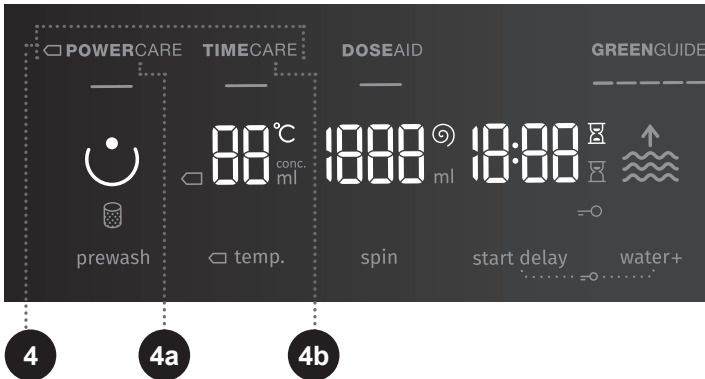 POWERCARE TIMECARE DOSEAID GREENGUIDE
88 °C 1888 18:88
conc.
ml ml
prewash temp. spin start delay water+
4 4a 4b